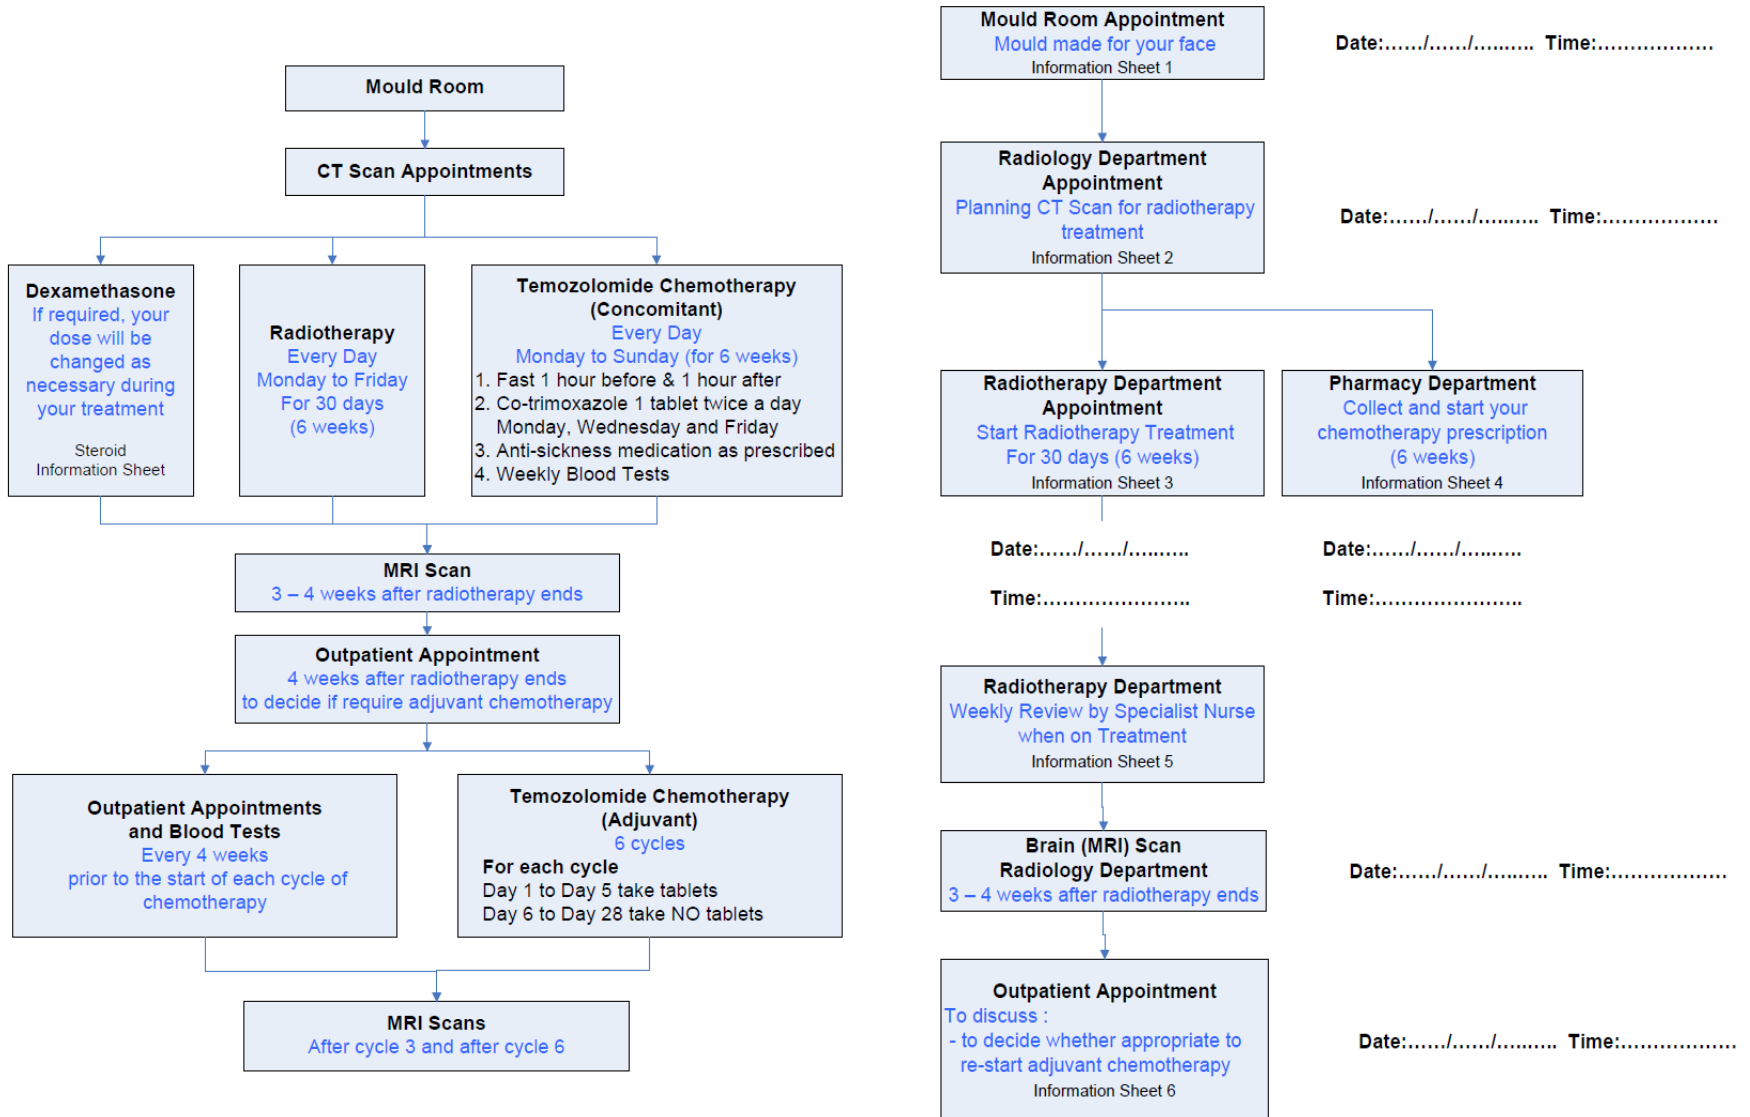 Mould Room
CT Scan Appointments
Dexamethasone
If required, your
dose will be
changed as
necessary during
your treatment
Steroid
Information Sheet
Radiotherapy
Every Day
Monday to Friday
For 30 days
(6 weeks)
Temozolomide Chemotherapy
(Concomitant)
Every Day
Monday to Sunday (for 6 weeks)
1. Fast 1 hour before & 1 hour after
2. Co-trimoxazole 1 tablet twice a day
Monday, Wednesday and Friday
3. Anti-sickness medication as prescribed
4. Weekly Blood Tests
MRI Scan
3 – 4 weeks after radiotherapy ends
Outpatient Appointment
4 weeks after radiotherapy ends
to decide if require adjuvant chemotherapy
Outpatient Appointments
and Blood Tests
Every 4 weeks
prior to the start of each cycle of
chemotherapy
Temozolomide Chemotherapy
(Adjuvant)
6 cycles
For each cycle
Day 1 to Day 5 take tablets
Day 6 to Day 28 take NO tablets
MRI Scans
After cycle 3 and after cycle 6
Mould Room Appointment
Mould made for your face
Information Sheet 1
Date:……/……/…..….. Time:………………
Radiology Department
Appointment
Planning CT Scan for radiotherapy
treatment
Information Sheet 2
Date:……/……/…..….. Time:………………
Radiotherapy Department
Appointment
Start Radiotherapy Treatment
For 30 days (6 weeks)
Information Sheet 3
Pharmacy Department
Collect and start your
chemotherapy prescription
(6 weeks)
Information Sheet 4
Date:……/……/…..…..
Time:…………………..
Date:……/……/…..…..
Time:…………………..
Radiotherapy Department
Weekly Review by Specialist Nurse
when on Treatment
Information Sheet 5
Brain (MRI) Scan
Radiology Department
3 – 4 weeks after radiotherapy ends
Date:……/……/…..….. Time:………………
Outpatient Appointment
To discuss :
- to decide whether appropriate to
re-start adjuvant chemotherapy
Information Sheet 6
Date:……/……/…..….. Time:………………